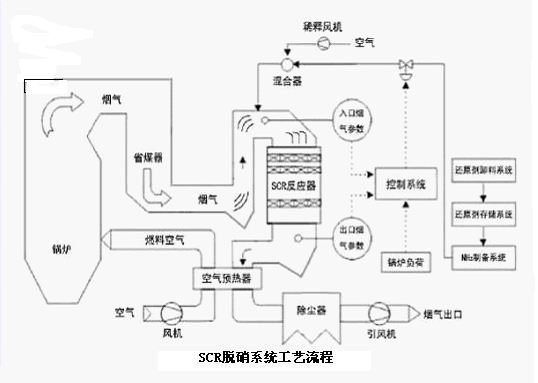 稀释风机
空气
混合器
烟气
入口烟
气参数
省煤器
SCR反应器
控制系统
还原剂卸料系统
烟气
还原剂存储系统
锅炉
燃料空气
出口烟
气参数
锅炉负荷
NH₃制备系统
空气预热器
空气
风机
除尘器
引风机
烟气出口
SCR脱硝系统工艺流程